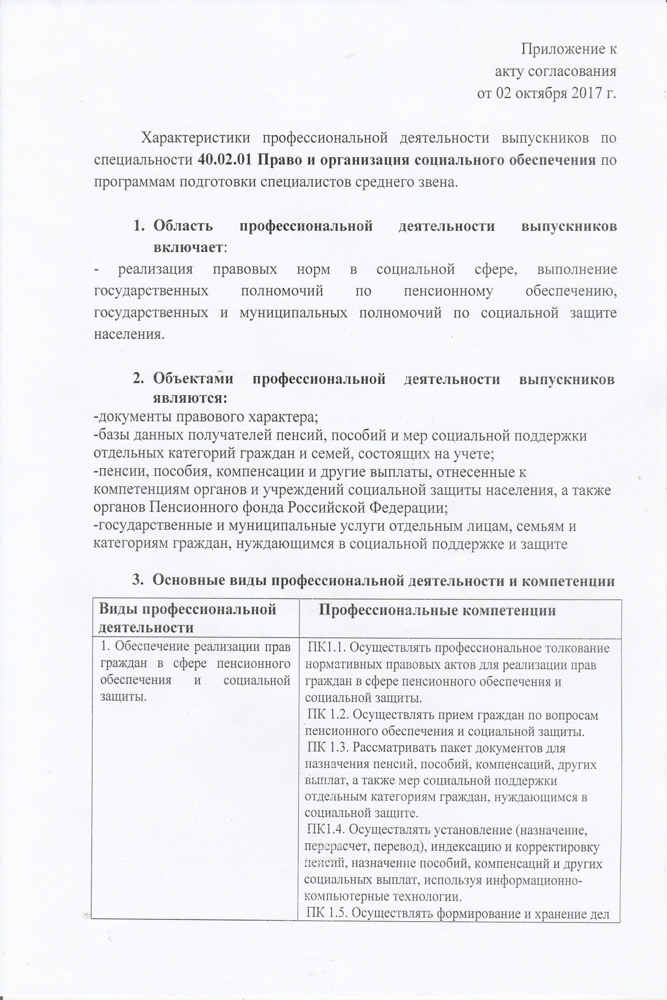 Приложение к
акту согласования
от 02 октября 2017 г.
Характеристики профессиональной деятельности выпускников по
специальности 40.02.01 Право и организация социального обеспечения по
программам подготовки специалистов среднего звена.
1. Область профессиональной деятельности выпускников
включает:
- реализация правовых норм в социальной сфере, выполнение
государственных полномочий по пенсионному обеспечению,
государственных и муниципальных полномочий по социальной защите
населения.
2. Объектами профессиональной деятельности выпускников
являются:
-документы правового характера;
-базы данных получателей пенсий, пособий и мер социальной поддержки
отдельных категорий граждан и семей, состоящих на учете;
-пенсии, пособия, компенсации и другие выплаты, отнесенные к
компетенциям органов и учреждений социальной защиты населения, а также
органов Пенсионного фонда Российской Федерации;
-государственные и муниципальные услуги отдельным лицам, семьям и
категориям граждан, нуждающимся в социальной поддержке и защите
3. Основные виды профессиональной деятельности и компетенции
Виды профессиональной
деятельности
Профессиональные компетенции
1. Обеспечение реализации прав
граждан в сфере пенсионного
обеспечения и социальной
защиты.
ПК1.1. Осуществлять профессиональное толкование
нормативных правовых актов для реализации прав
граждан в сфере пенсионного обеспечения и
социальной защиты.
ПК 1.2. Осуществлять прием граждан по вопросам
пенсионного обеспечения и социальной защиты.
ПК 1.3. Рассматривать пакет документов для
назначения пенсий, пособий, компенсаций, других
выплат, а также мер социальной поддержки
отдельным категориям граждан, нуждающимся в
социальной защите.
ПК1.4. Осуществлять установление (назначение,
перерасчет, перевод), индексацию и корректировку
пенсий, назначение пособий, компенсаций и других
социальных выплат, используя информационно-
компьютерные технологии.
ПК 1.5. Осуществлять формирование и хранение дел